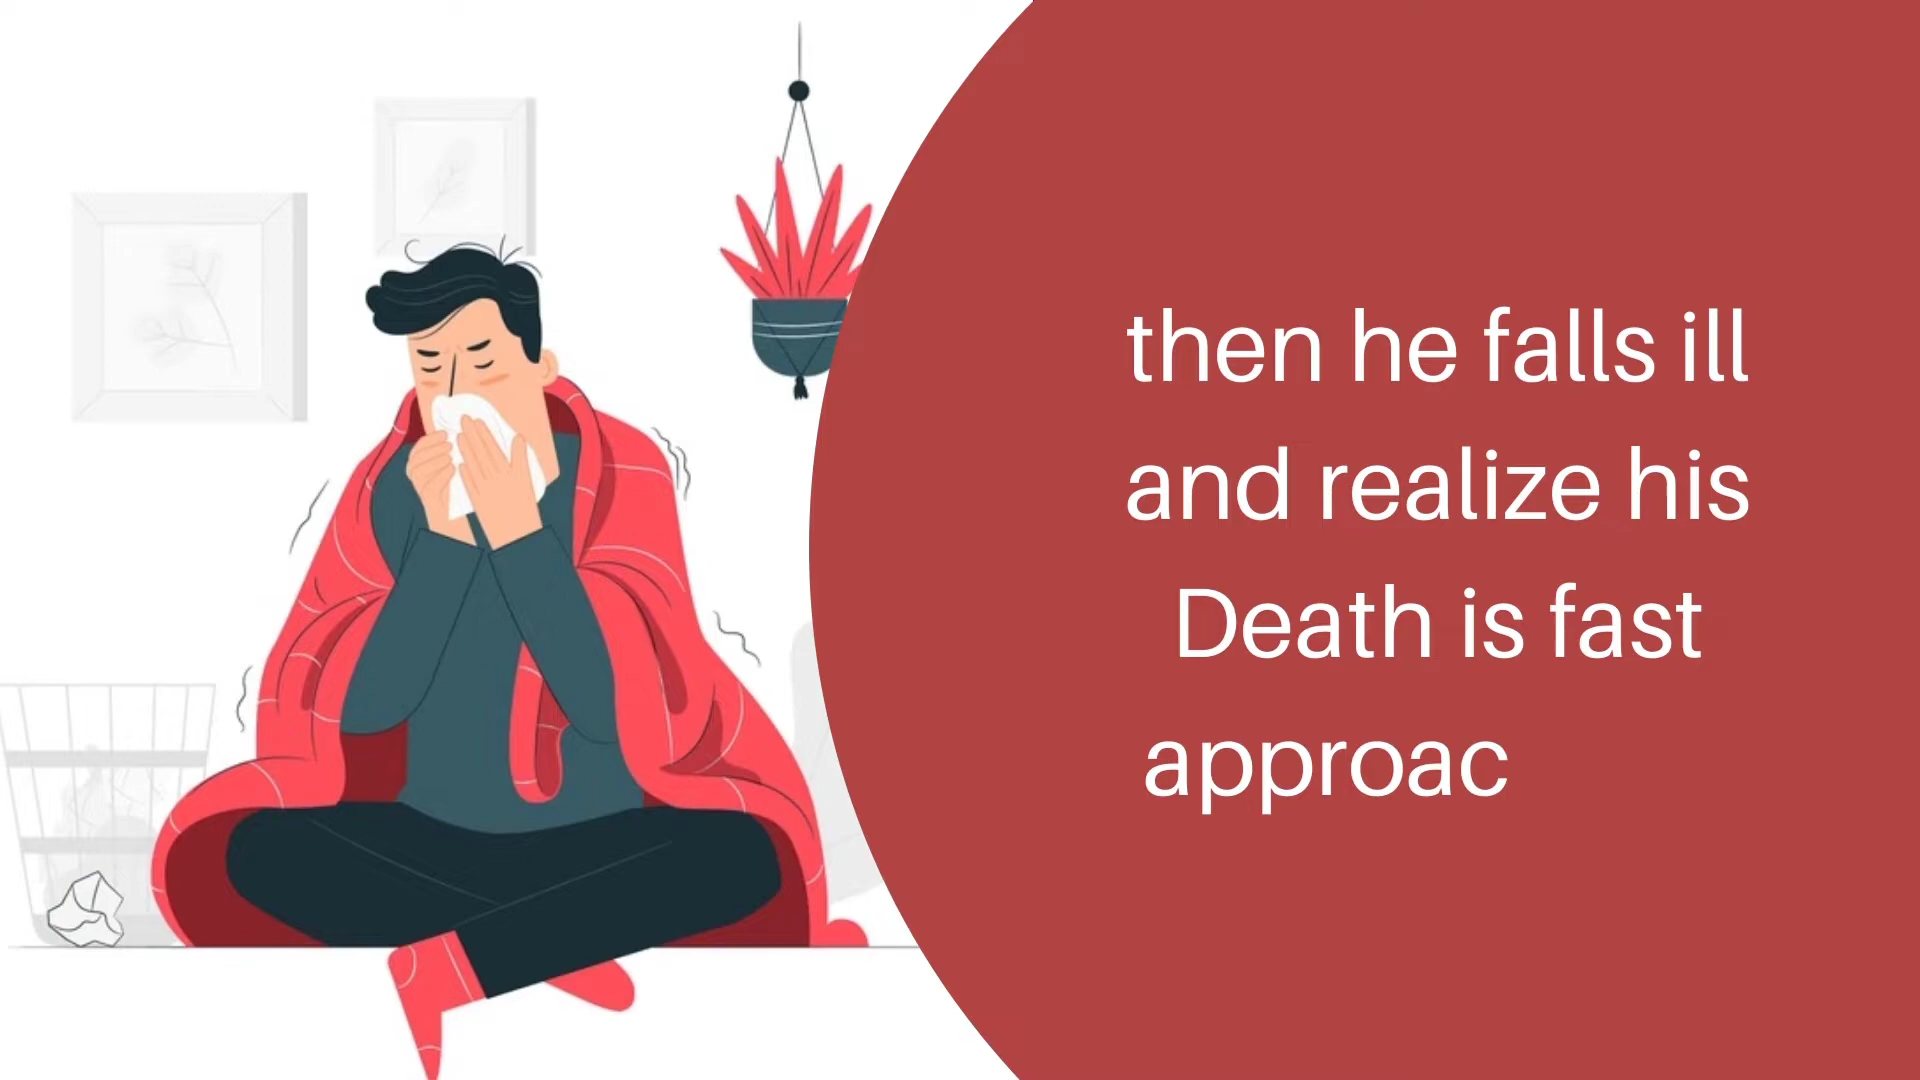 then he falls ill
and realize his
Death is fast
approac